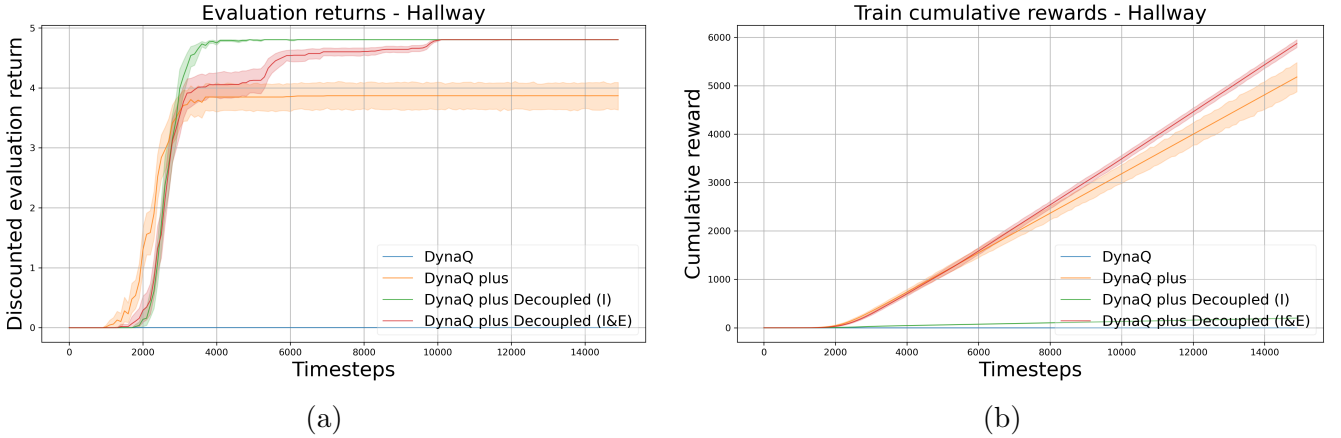 Evaluation returns - Hallway
Discounted evaluation return
5
4
3
2
1
0
0 2000 4000 6000 8000 10000 12000 14000
Timesteps
DynaQ
DynaQ plus
DynaQ plus Decoupled (I)
DynaQ plus Decoupled (I&E)
(a)
Train cumulative rewards - Hallway
Cumulative reward
6000
5000
4000
3000
2000
1000
0
0 2000 4000 6000 8000 10000 12000 14000
Timesteps
DynaQ
DynaQ plus
DynaQ plus Decoupled (I)
DynaQ plus Decoupled (I&E)
(b)